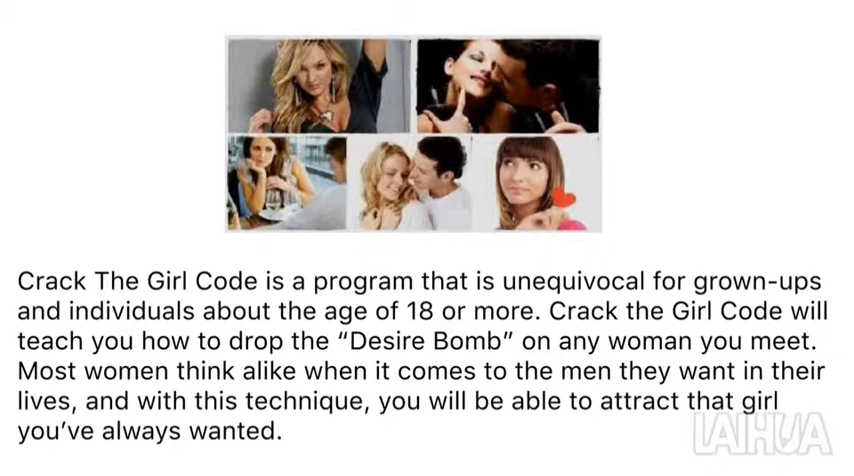 Crack The Girl Code is a program that is unequivocal for grown-ups
and individuals about the age of 18 or more. Crack the Girl Code will
teach you how to drop the “Desire Bomb” on any woman you meet.
Most women think alike when it comes to the men they want in their
lives, and with this technique, you will be able to attract that girl
you’ve always wanted.
LAIHUA